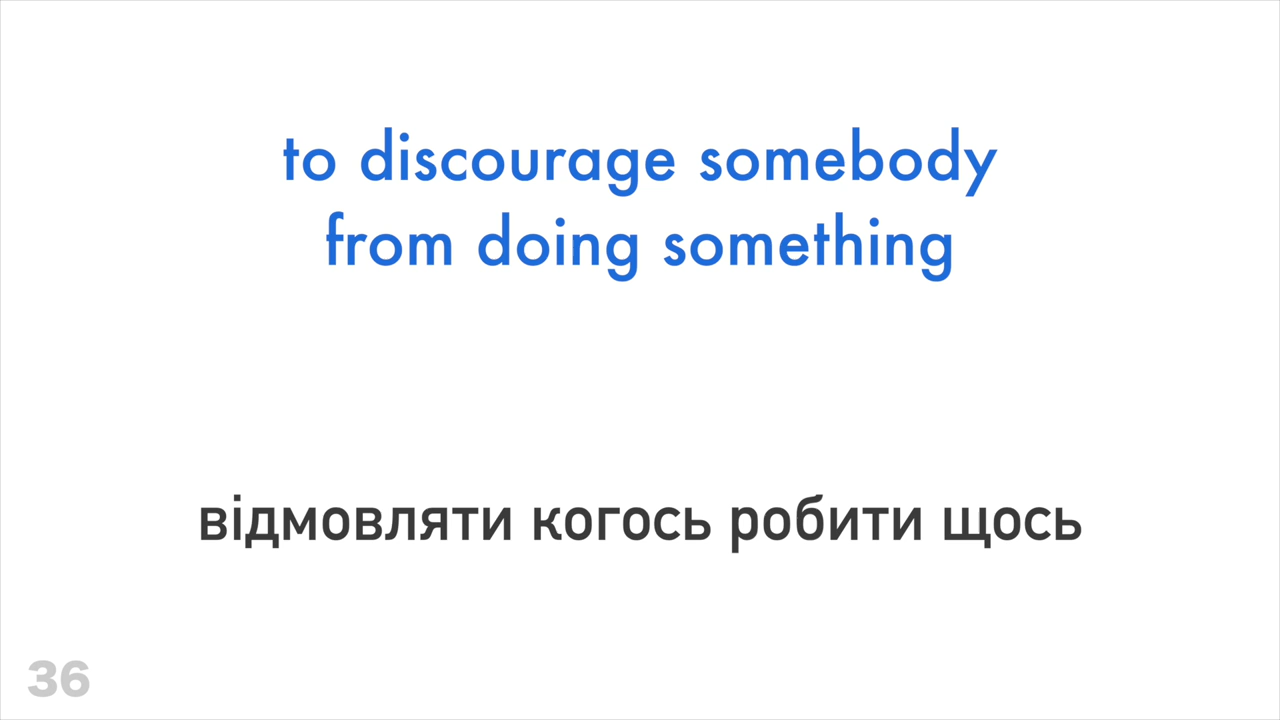 to discourage somebody
from doing something
відмовляти когось робити щось
36